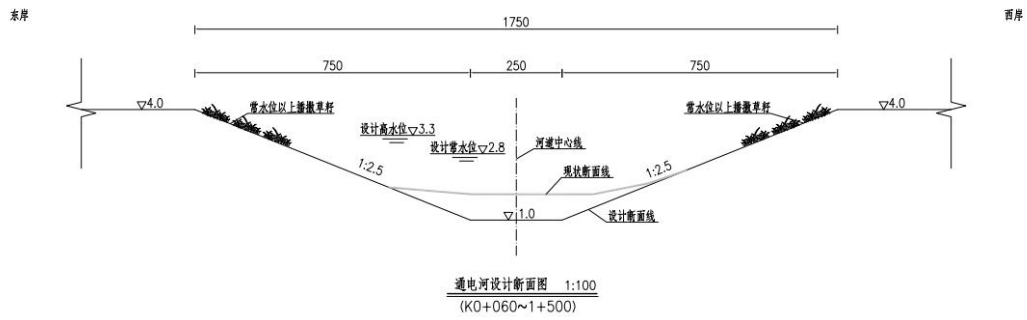 东岸
西岸
1750
750
250
750
▽4.0
常水位以上播撒草籽
常水位以上播撒草籽
▽4.0
设计高水位▽3.3
设计常水位▽2.8
河道中心线
现状断面线
1:2.5
1:2.5
▽1.0
设计断面线
通电河设计断面图 1:100
(K0+060~1+500)